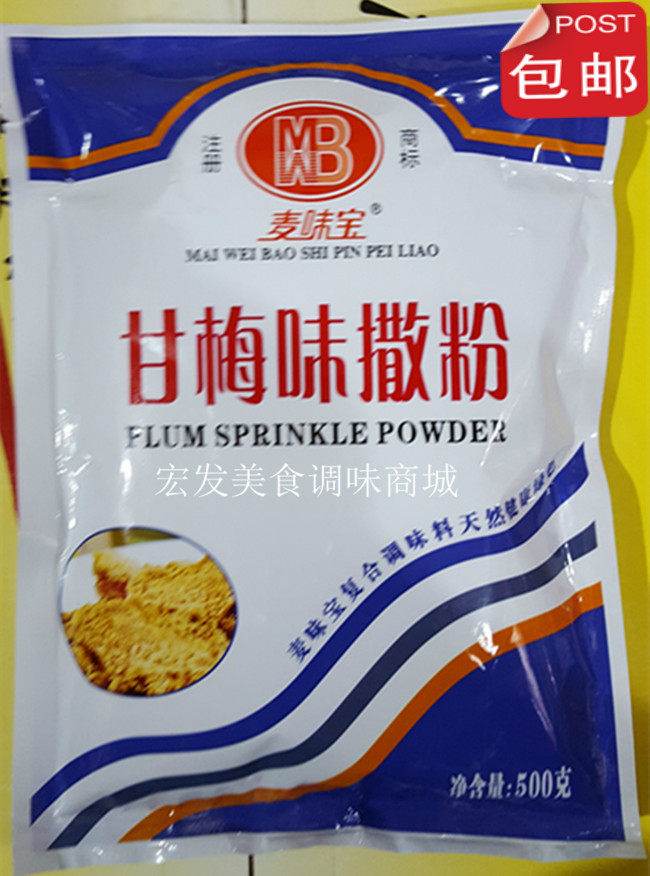 POST
包邮
MWB
注册
商标
麦味宝®
MAI WEI BAO SHI PIN PEI LIAO
甘梅味撒粉
FLUM SPRINKLE POWDER
宏发美食调味商城
麦味宝复合调味料天然健康绿色
净含量:500克